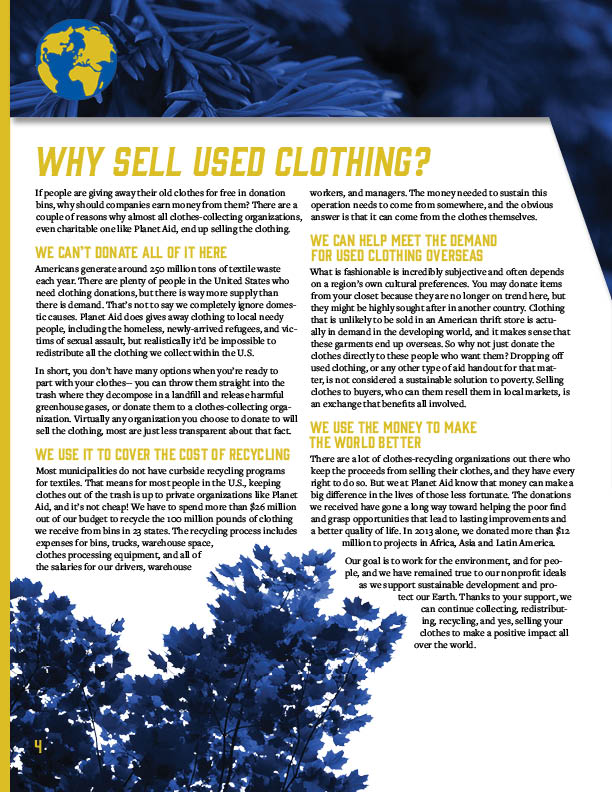 WHY SELL USED CLOTHING?
If people are giving away their old clothes for free in donation
bins, why should companies earn money from them? There are a
couple of reasons why almost all clothes-collecting organizations,
even charitable one like Planet Aid, end up selling the clothing.
WE CAN'T DONATE ALL OF IT HERE
Americans generate around 250 million tons of textile waste
each year. There are plenty of people in the United States who
need clothing donations, but there is way more supply than
there is demand. That's not to say we completely ignore domes-
tic causes. Planet Aid does gives away clothing to local needy
people, including the homeless, newly-arrived refugees, and vic-
tims of sexual assault, but realistically it'd be impossible to
redistribute all the clothing we collect within the U.S.
In short, you don't have many options when you're ready to
part with your clothes-- you can throw them straight into the
trash where they decompose in a landfill and release harmful
greenhouse gases, or donate them to a clothes-collecting orga-
nization. Virtually any organization you choose to donate to will
sell the clothing, most are just less transparent about that fact.
WE USE IT TO COVER THE COST OF RECYCLING
Most municipalities do not have curbside recycling programs
for textiles. That means for most people in the U.S., keeping
clothes out of the trash is up to private organizations like Planet
Aid, and it's not cheap! We have to spend more than $26 million
out of our budget to recycle the 100 million pounds of clothing
we receive from bins in 23 states. The recycling process includes
expenses for bins, trucks, warehouse space,
clothes processing equipment, and all of
the salaries for our drivers, warehouse
workers, and managers. The money needed to sustain this
operation needs to come from somewhere, and the obvious
answer is that it can come from the clothes themselves.
WE CAN HELP MEET THE DEMAND
FOR USED CLOTHING OVERSEAS
What is fashionable is incredibly subjective and often depends
on a region's own cultural preferences. You may donate items
from your closet because they are no longer on trend here, but
they might be highly sought after in another country. Clothing
that is unlikely to be sold in an American thrift store is actu-
ally in demand in the developing world, and it makes sense that
these garments end up overseas. So why not just donate the
clothes directly to these people who want them? Dropping off
used clothing, or any other type of aid handout for that mat-
ter, is not considered a sustainable solution to poverty. Selling
clothes to buyers, who can them resell them in local markets, is
an exchange that benefits all involved.
WE USE THE MONEY TO MAKE
THE WORLD BETTER
There are a lot of clothes-recycling organizations out there who
keep the proceeds from selling their clothes, and they have every
right to do so. But we at Planet Aid know that money can make a
big difference in the lives of those less fortunate. The donations
we received have gone a long way toward helping the poor find
and grasp opportunities that lead to lasting improvements and
a better quality of life. In 2013 alone, we donated more than $12
million to projects in Africa, Asia and Latin America.
Our goal is to work for the environment, and for peo-
ple, and we have remained true to our nonprofit ideals
as we support sustainable development and pro-
tect our Earth. Thanks to your support, we
can continue collecting, redistribut-
ing, recycling, and yes, selling your
clothes to make a positive impact all
over the world.
4